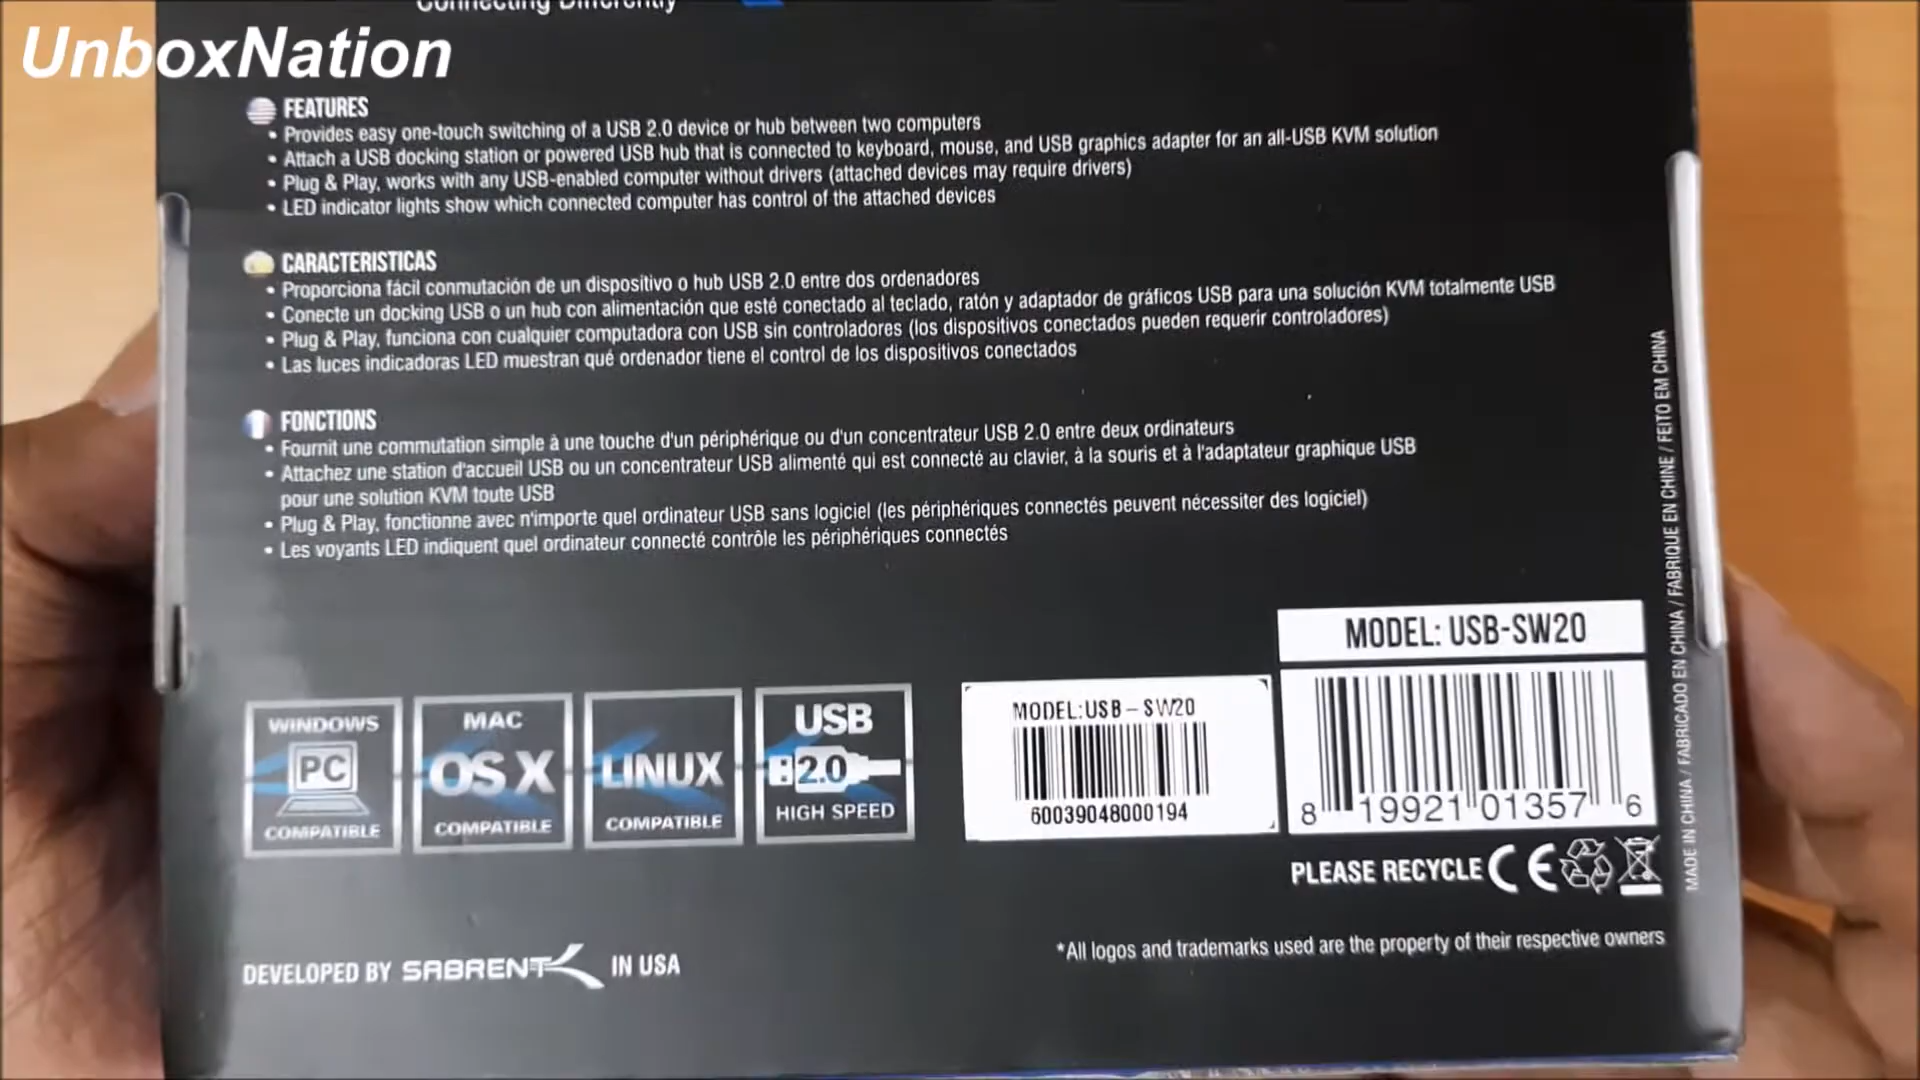 Connecting Differently
UnboxNation
FEATURES
• Provides easy one-touch switching of a USB 2.0 device or hub between two computers
• Attach a USB docking station or powered USB hub that is connected to keyboard, mouse, and USB graphics adapter for an all-USB KVM solution
• Plug & Play, works with any USB-enabled computer without drivers (attached devices may require drivers)
• LED indicator lights show which connected computer has control of the attached devices
CARACTERISTICAS
• Proporciona fácil conmutación de un dispositivo o hub USB 2.0 entre dos ordenadores
• Conecte un docking USB o un hub con alimentación que esté conectado al teclado, ratón y adaptador de gráficos USB para una solución KVM totalmente USB
• Plug & Play, funciona con cualquier computadora con USB sin controladores (los dispositivos conectados pueden requerir controladores)
• Las luces indicadoras LED muestran qué ordenador tiene el control de los dispositivos conectados
FONCTIONS
• Fournit une commutation simple à une touche d'un périphérique ou d'un concentrateur USB 2.0 entre deux ordinateurs
• Attachez une station d'accueil USB ou un concentrateur USB alimenté qui est connecté au clavier, à la souris et à l'adaptateur graphique USB
pour une solution KVM toute USB
• Plug & Play, fonctionne avec n'importe quel ordinateur USB sans logiciel (les périphériques connectés peuvent nécessiter des logiciel)
• Les voyants LED indiquent quel ordinateur connecté contrôle les périphériques connectés
WINDOWS
PC
COMPATIBLE
MAC
OS X
COMPATIBLE
LINUX
COMPATIBLE
USB
2.0
HIGH SPEED
MODEL:USB-SW20
60039048000194
MODEL: USB-SW20
8 19921 01357 6
PLEASE RECYCLE CE
MADE IN CHINA / FABRICADO EN CHINA / FABRIQUE EN CHINE / FEITO EM CHINA
DEVELOPED BY SABRENT IN USA
*All logos and trademarks used are the property of their respective owners